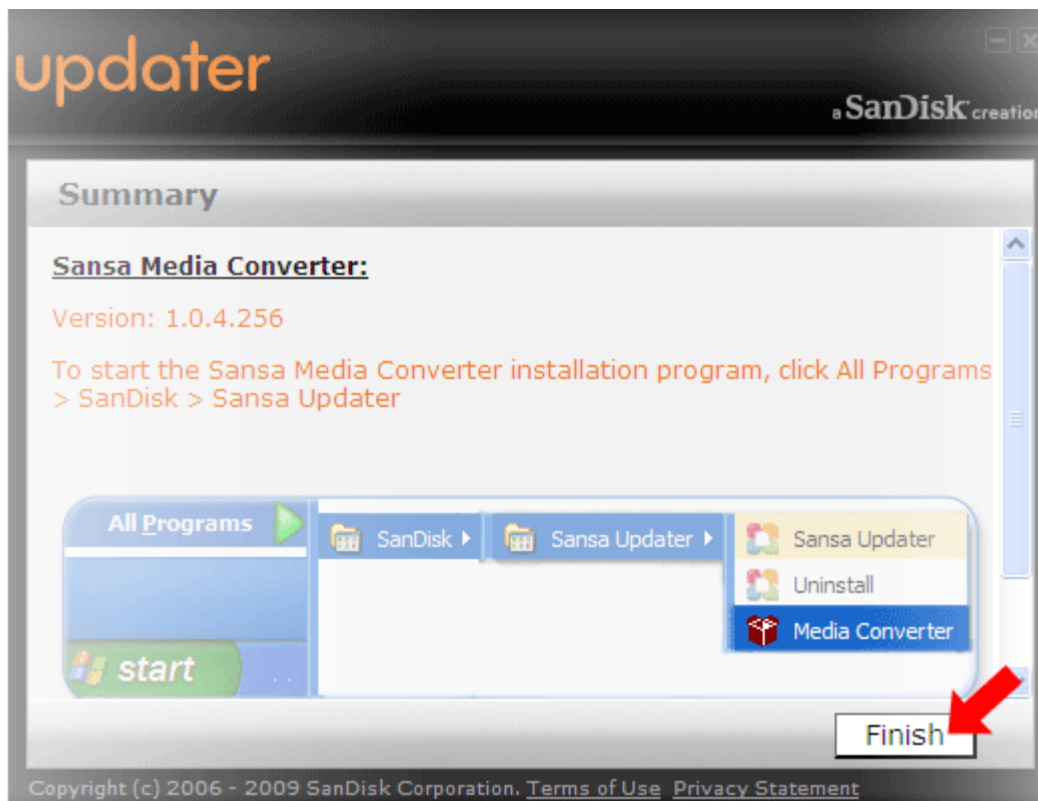 updater
a SanDisk creation
Summary
Sansa Media Converter:
Version: 1.0.4.256
To start the Sansa Media Converter installation program, click All Programs
> SanDisk > Sansa Updater
All Programs
SanDisk
Sansa Updater
Sansa Updater
Uninstall
Media Converter
start
Finish
Copyright (c) 2006 - 2009 SanDisk Corporation. Terms of Use Privacy Statement